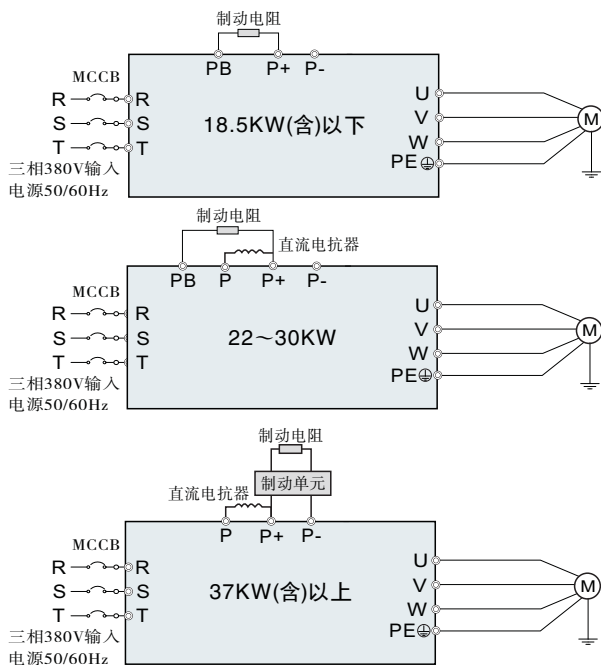 制动电阻
PB P+ P-
MCCB
R R U
S S 18.5KW(含)以下 V M
T T W
三相380V输入 PE
电源50/60Hz
制动电阻
直流电抗器
PB P P+ P-
MCCB
R R U
S S 22～30KW V M
T T W
三相380V输入 PE
电源50/60Hz
制动电阻
制动单元
直流电抗器
P P+ P-
MCCB
R R U
S S 37KW(含)以上 V M
T T W
三相380V输入 PE
电源50/60Hz